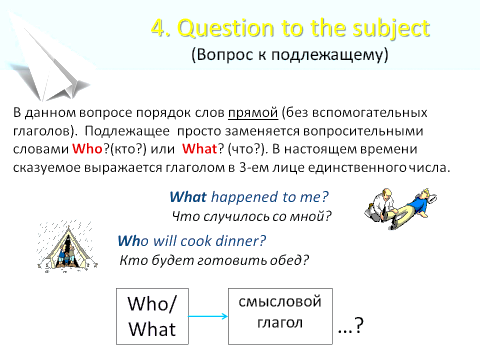 4. Question to the subject
(Вопрос к подлежащему)
В данном вопросе порядок слов прямой (без вспомогательных
глаголов). Подлежащее просто заменяется вопросительными
словами Who?(кто?) или What? (что?). В настоящем времени
сказуемое выражается глаголом в 3-ем лице единственного числа.
What happened to me?
Что случилось со мной?
Who will cook dinner?
Кто будет готовить обед?
Who/
What
смысловой
глагол
...?